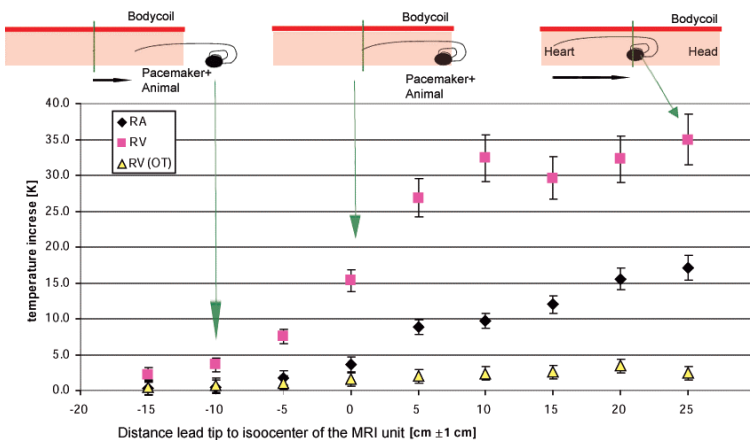 Bodycoil
Pacemaker+
Animal
Bodycoil
Pacemaker+
Animal
Bodycoil
Heart
Head
temperature increse [K]
40.0
35.0
30.0
25.0
20.0
15.0
10.0
5.0
0.0
RA
RV
RV (OT)
-20
-15
-10
-5
0
5
10
15
20
25
Distance lead tip to isoocenter of the MRI unit [cm ±1 cm]